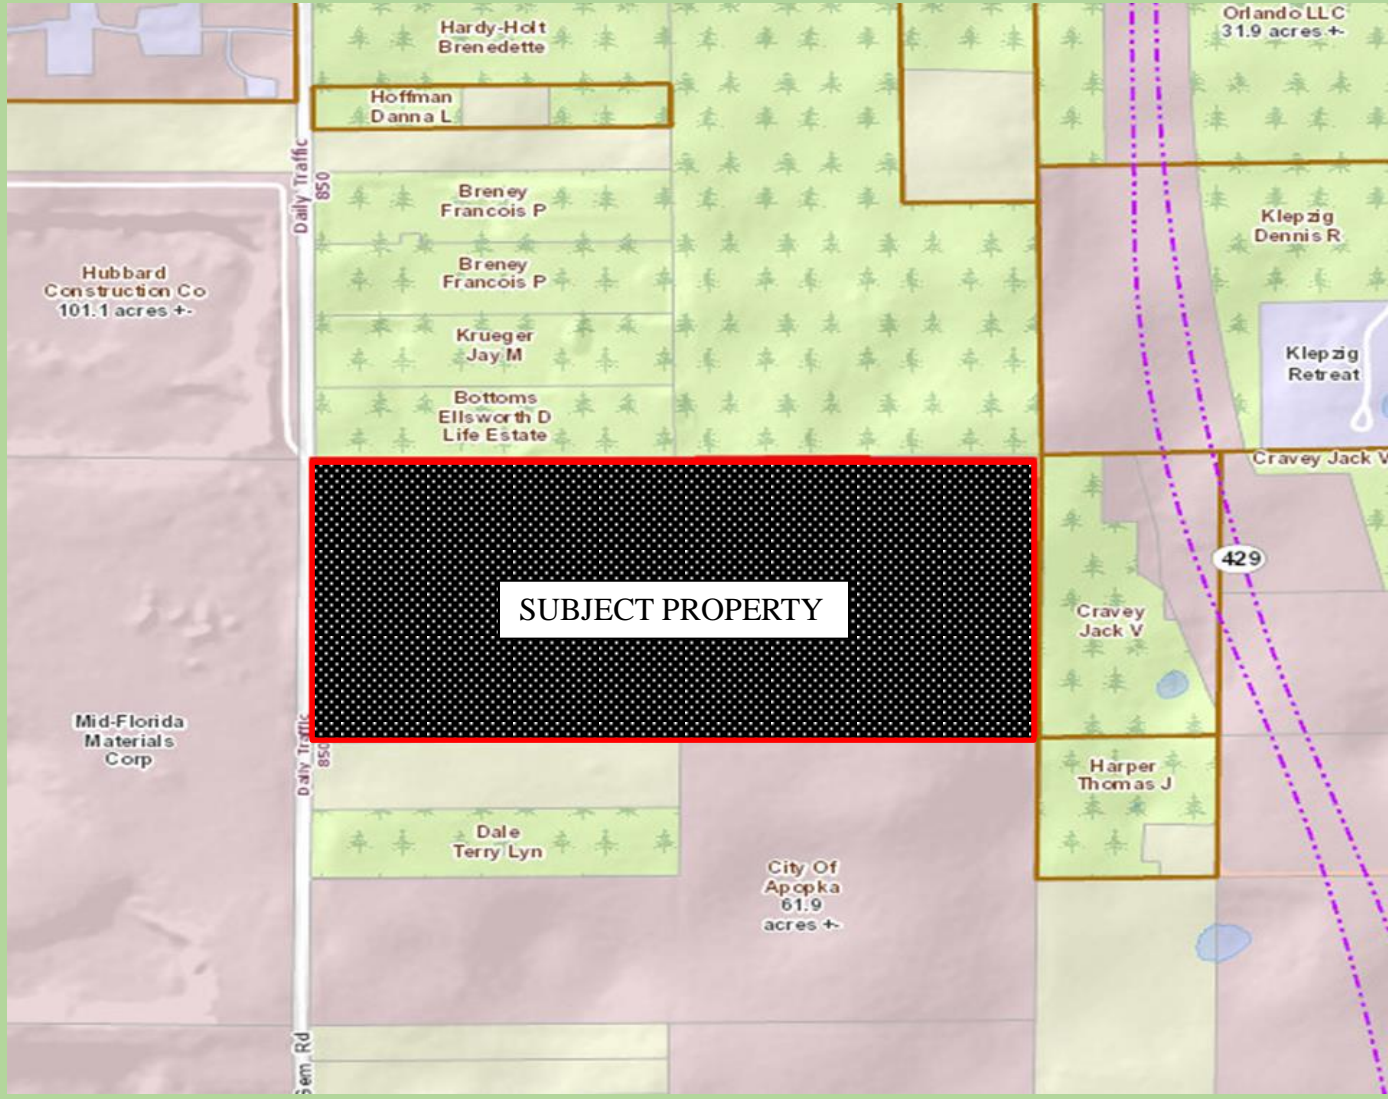 Hardy-Holt
Brenedette
Orlando LLC
31.9 acres +-
Hoffman
Danna L
Daily Traffic
850
Breney
Francois P
Klepzig
Dennis R
Hubbard
Construction Co
101.1 acres +-
Breney
Francois P
Krueger
Jay M
Klepzig
Retreat
Bottoms
Ellsworth D
Life Estate
Cravey Jack V
429
SUBJECT PROPERTY
Cravey
Jack V
Mid-Florida
Materials
Corp
Daily Traffic
850
Harper
Thomas J
Dale
Terry Lyn
City Of
Apopka
61.9
acres +-
Rd